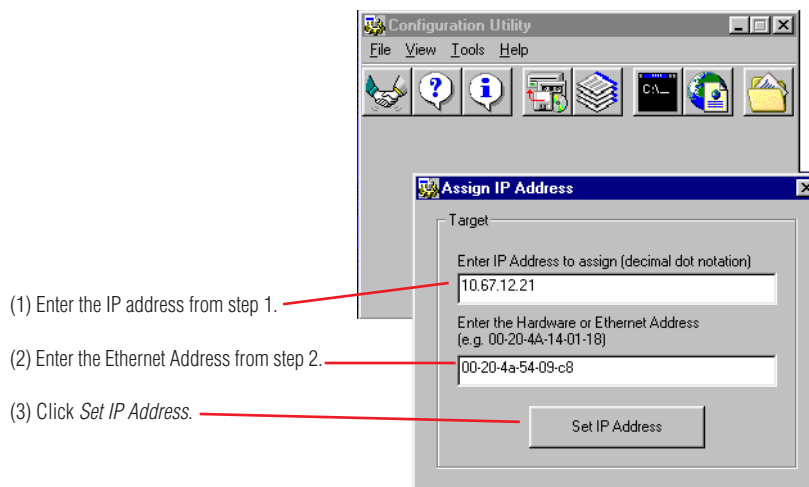 Configuration Utility
File View Tools Help
C:\_
Assign IP Address
Target
Enter IP Address to assign (decimal dot notation)
10.67.12.21
(1) Enter the IP address from step 1.
Enter the Hardware or Ethernet Address
(e.g. 00-20-4A-14-01-18)
(2) Enter the Ethernet Address from step 2.
00-20-4a-54-09-c8
(3) Click Set IP Address.
Set IP Address